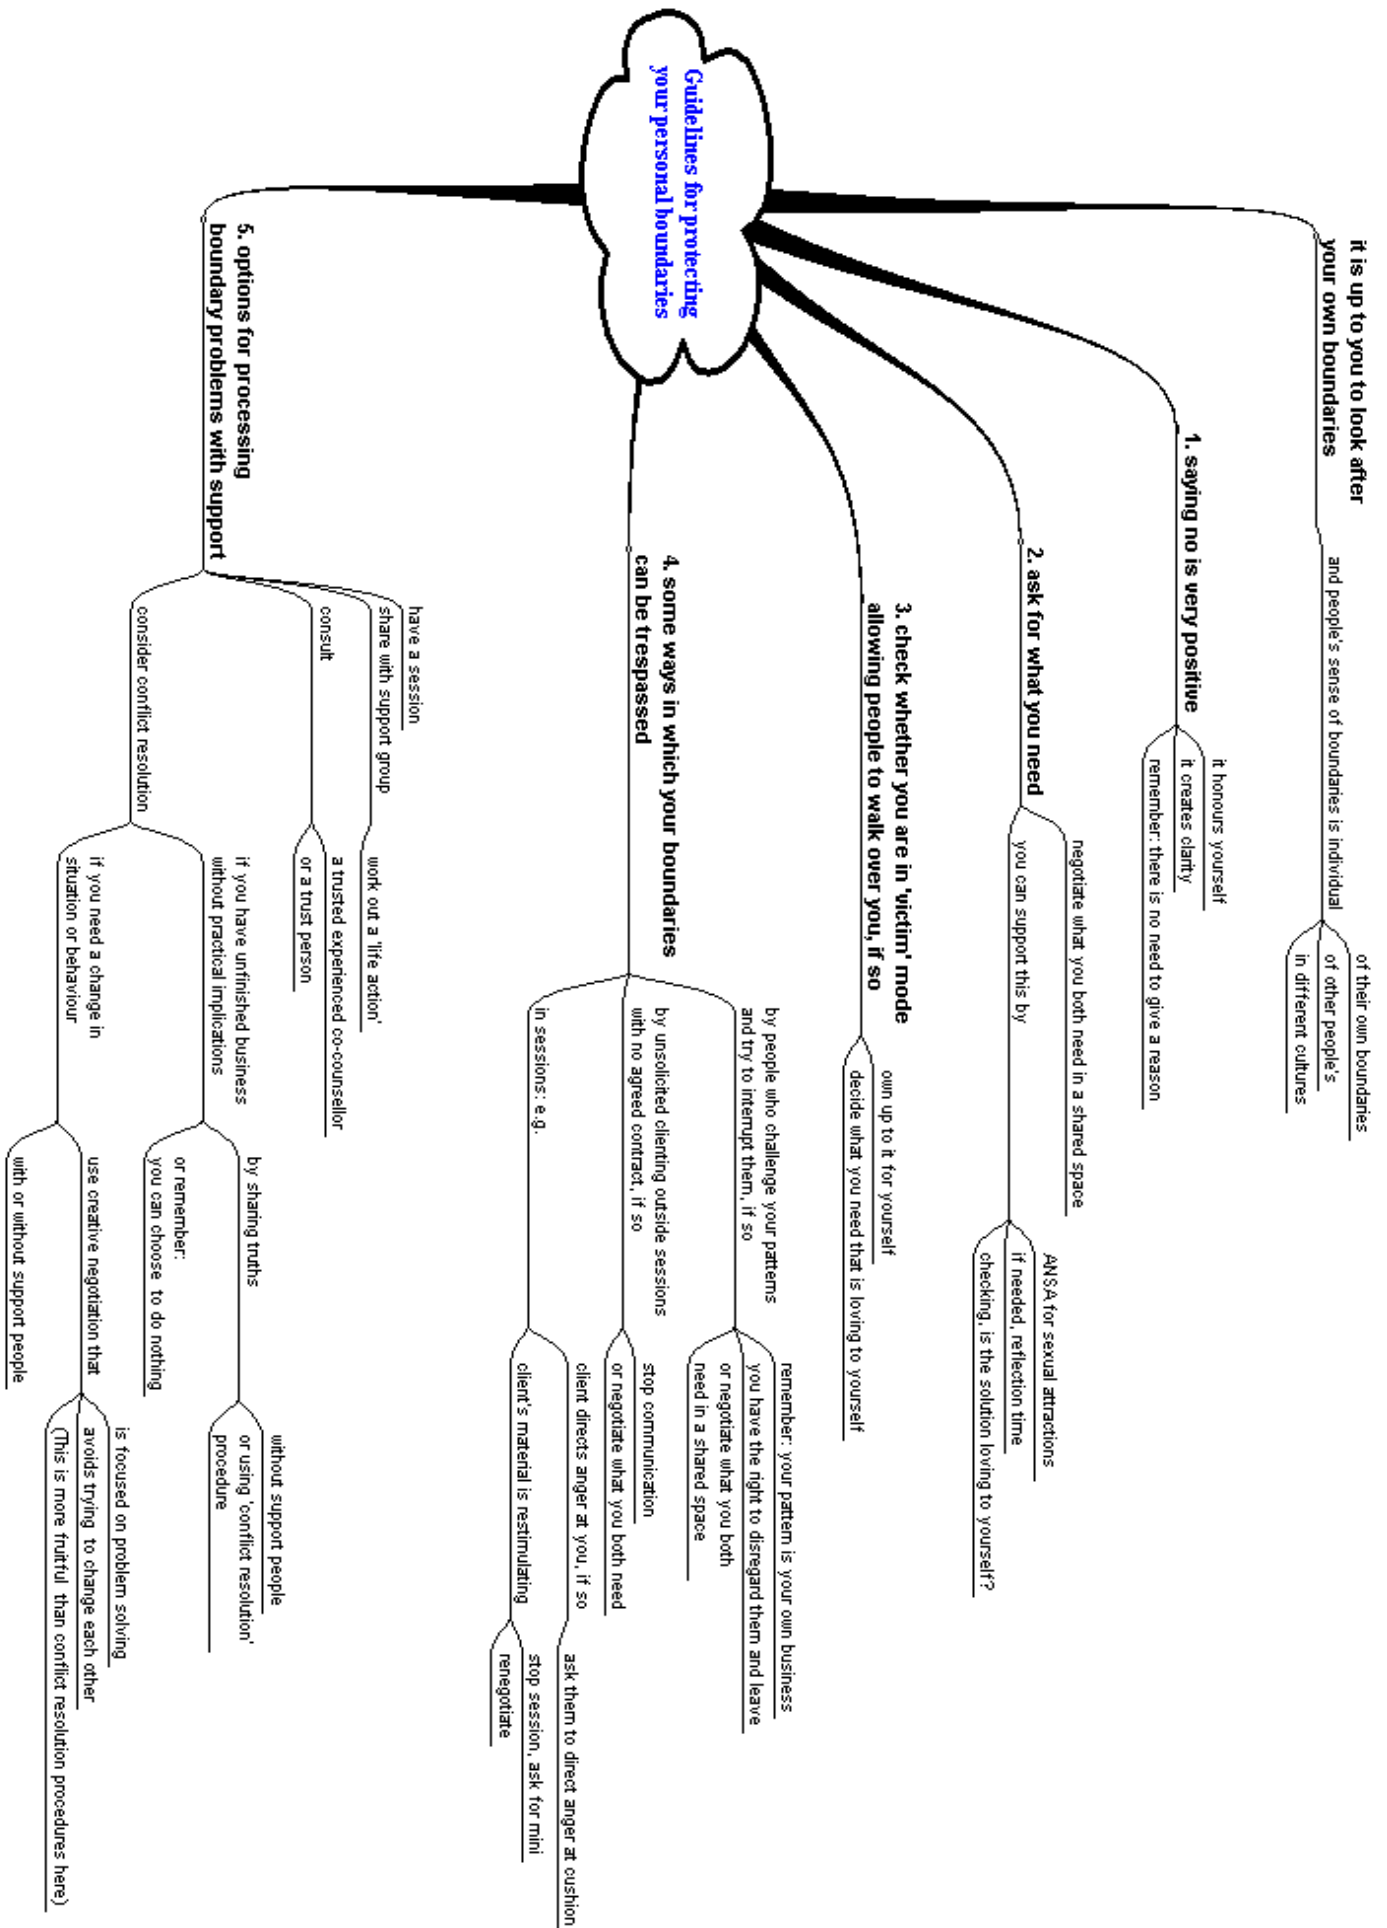 Guidelines for protecting
your personal boundaries
it is up to you to look after
your own boundaries
and people's sense of boundaries is individual
of their own boundaries
of other people's
in different cultures
1. saying no is very positive
it honours yourself
it creates clarity
remember: there is no need to give a reason
2. ask for what you need
negotiate what you both need in a shared space
you can support this by
ANSA for sexual attractions
if needed, reflection time
checking, is the solution loving to yourself?
3. check whether you are in 'victim' mode
allowing people to walk over you, if so
own up to it for yourself
decide what you need that is loving to yourself
4. some ways in which your boundaries
can be trespassed
by people who challenge your patterns
and try to interrupt them, if so
remember: your pattern is your own business
you have the right to disregard them and leave
or negotiate what you both
need in a shared space
by unsolicited clienting outside sessions
with no agreed contract, if so
stop communication
or negotiate what you both need
in sessions: e.g.
client directs anger at you, if so
ask them to direct anger at cushion
client's material is restimulating
stop session, ask for mini
renegotiate
5. options for processing
boundary problems with support
have a session
share with support group
work out a 'life action'
consult
a trusted experienced co-counsellor
or a trust person
consider conflict resolution
if you have unfinished business
without practical implications
by sharing truths
without support people
or using 'conflict resolution'
procedure
or remember:
you can choose to do nothing
if you need a change in
situation or behaviour
use creative negotiation that
is focused on problem solving
avoids trying to change each other
(This is more fruitful than conflict resolution procedures here)
with or without support people